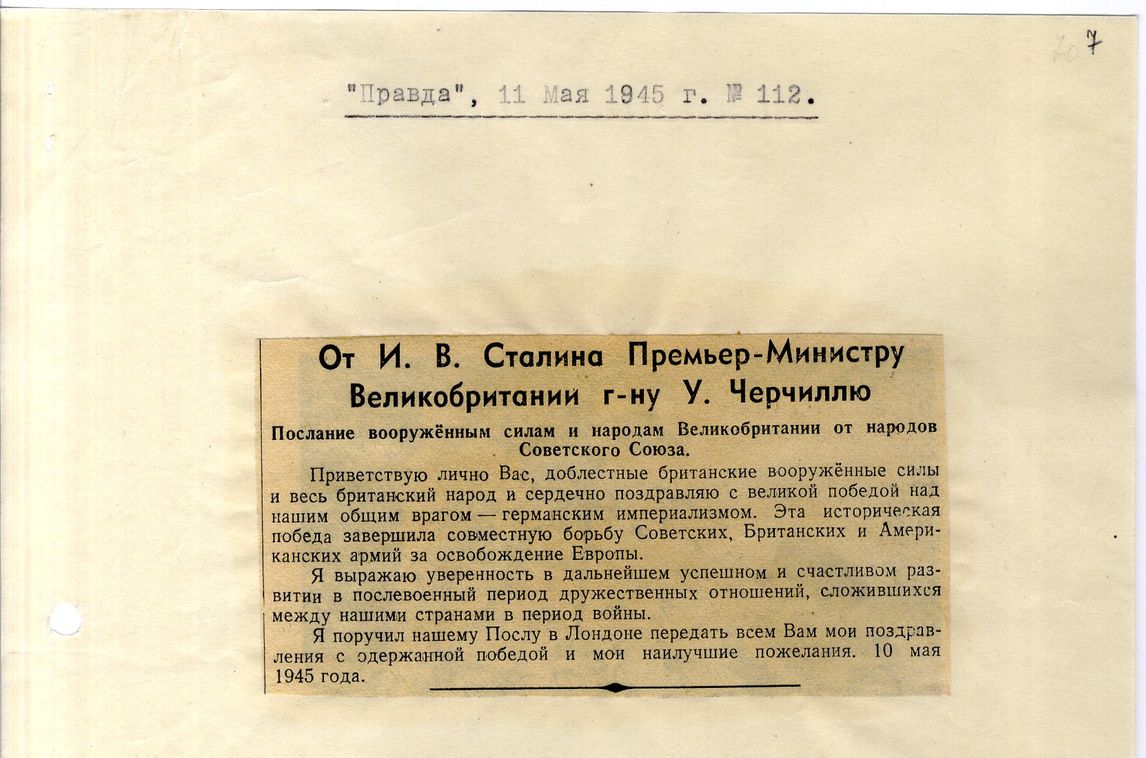 7
"Правда", 11 Мая 1945 г. № 112.
От И. В. Сталина Премьер-Министру
Великобритании г-ну У. Черчиллю
Послание вооружённым силам и народам Великобритании от народов
Советского Союза.
Приветствую лично Вас, доблестные британские вооружённые силы
и весь британский народ и сердечно поздравляю с великой победой над
нашим общим врагом — германским империализмом. Эта историческая
победа завершила совместную борьбу Советских, Британских и Амери-
канских армий за освобождение Европы.
Я выражаю уверенность в дальнейшем успешном и счастливом раз-
витии в послевоенный период дружественных отношений, сложившихся
между нашими странами в период войны.
Я поручил нашему Послу в Лондоне передать всем Вам мои поздрав-
ления с одержанной победой и мои наилучшие пожелания. 10 мая
1945 года.